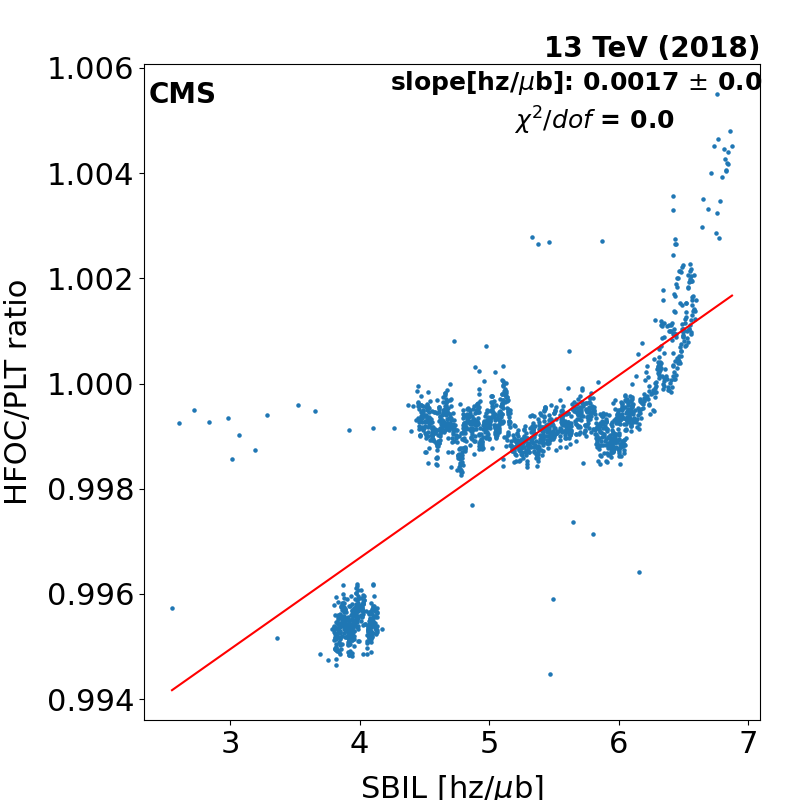 13 TeV (2018)
CMS
slope[hz/μb]: 0.0017 ± 0.0
χ²/dof = 0.0
HFOC/PLT ratio
1.006
1.004
1.002
1.000
0.998
0.996
0.994
3 4 5 6 7
SBIL [hz/μb]